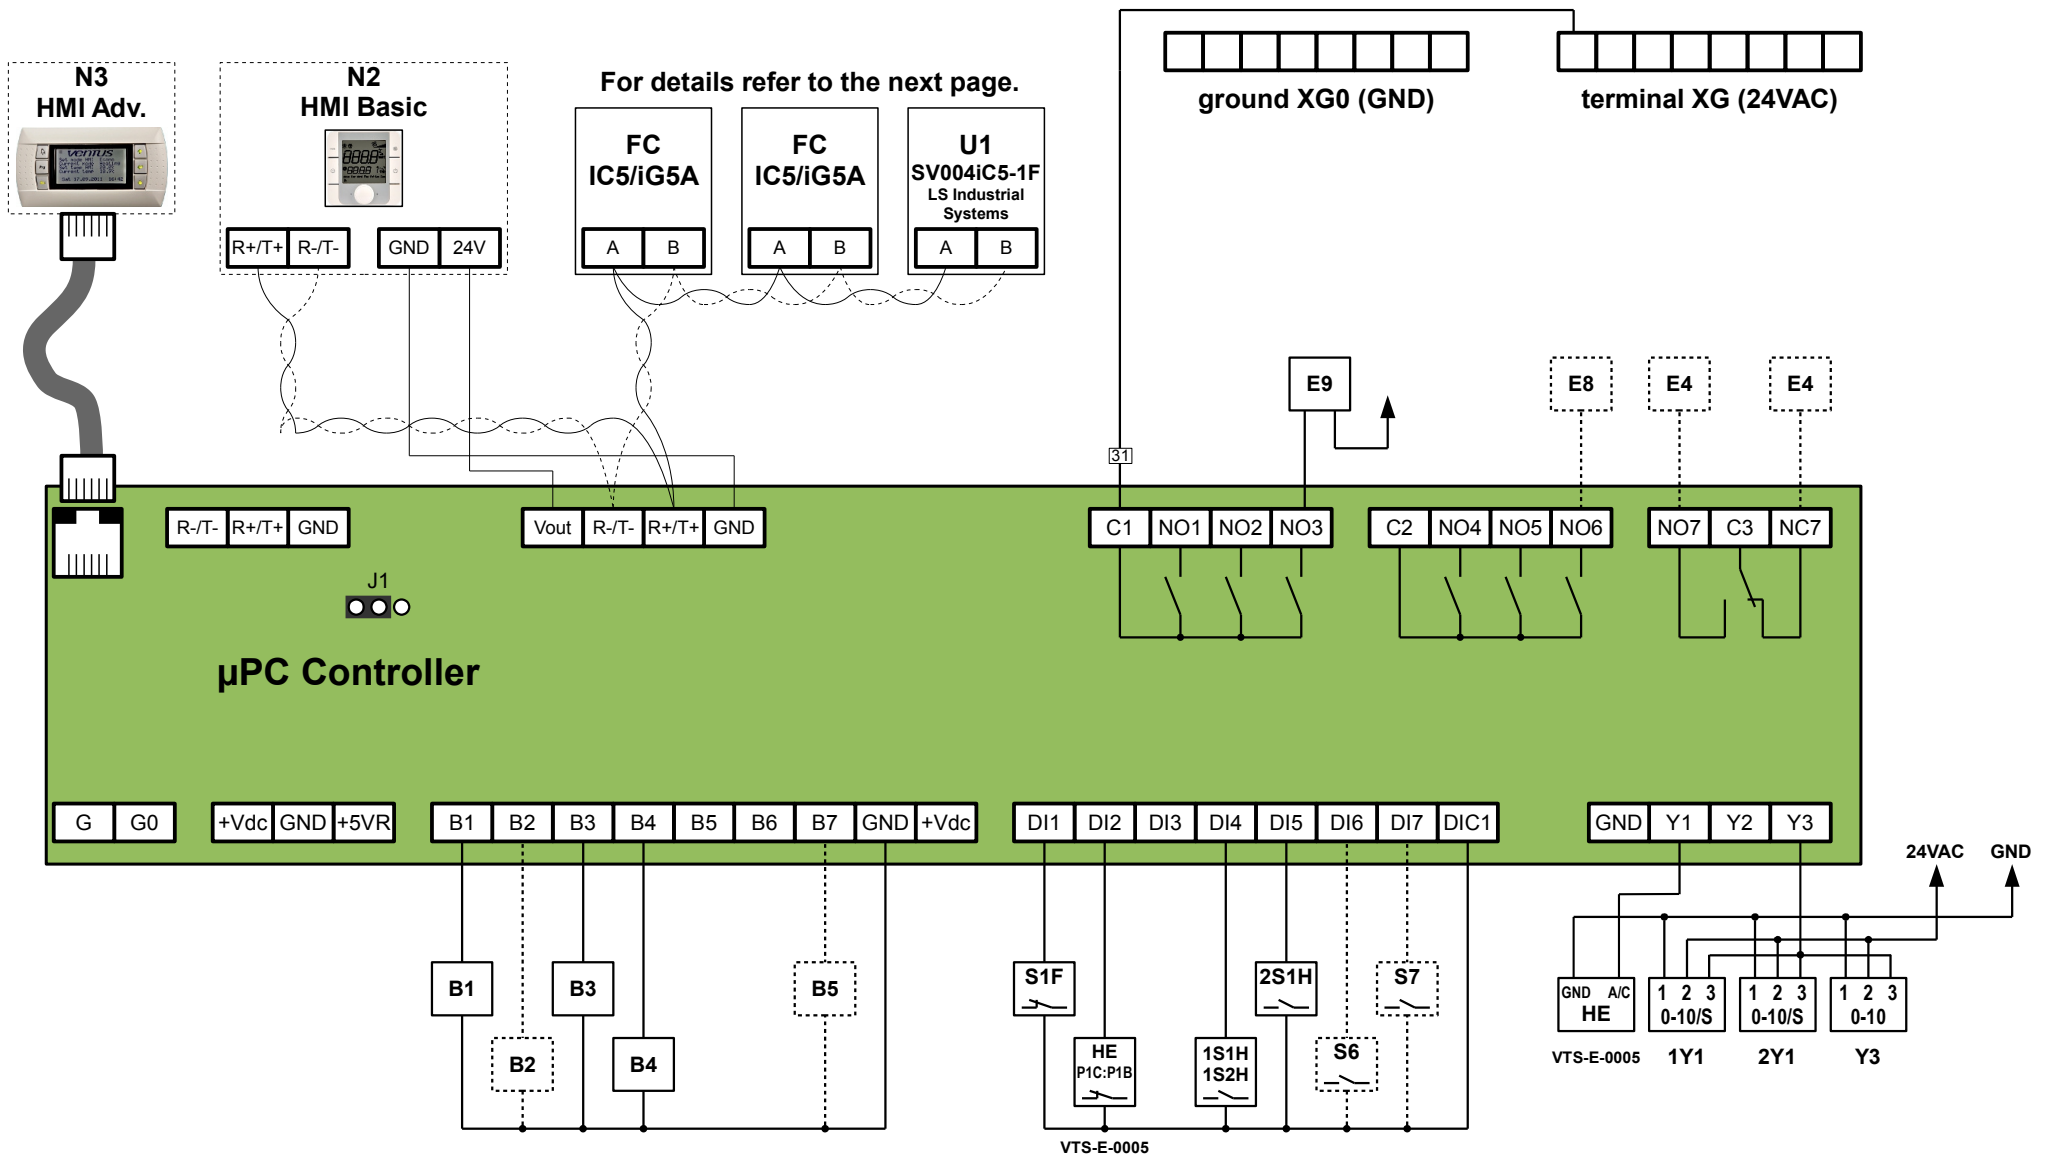 N3
HMI Adv.
ventus
N2
HMI Basic
R+/T+ R-/T- GND 24V
For details refer to the next page.
FC
IC5/iG5A
A B
FC
IC5/iG5A
A B
U1
SV004iC5-1F
LS Industrial
Systems
A B
ground XG0 (GND)
terminal XG (24VAC)
E9
E8
E4
E4
31
R-/T- R+/T+ GND
Vout R-/T- R+/T+ GND
C1 NO1 NO2 NO3
C2 NO4 NO5 NO6
NO7 C3 NC7
J1
µPC Controller
G G0
+Vdc GND +5VR
B1 B2 B3 B4 B5 B6 B7 GND +Vdc
DI1 DI2 DI3 DI4 DI5 DI6 DI7 DIC1
GND Y1 Y2 Y3
24VAC GND
B1
B3
B5
B2
B4
S1F
2S1H
S7
HE
P1C:P1B
1S1H
1S2H
S6
VTS-E-0005
GND A/C
HE
VTS-E-0005
1 2 3
0-10/S
1Y1
1 2 3
0-10/S
2Y1
1 2 3
0-10
Y3